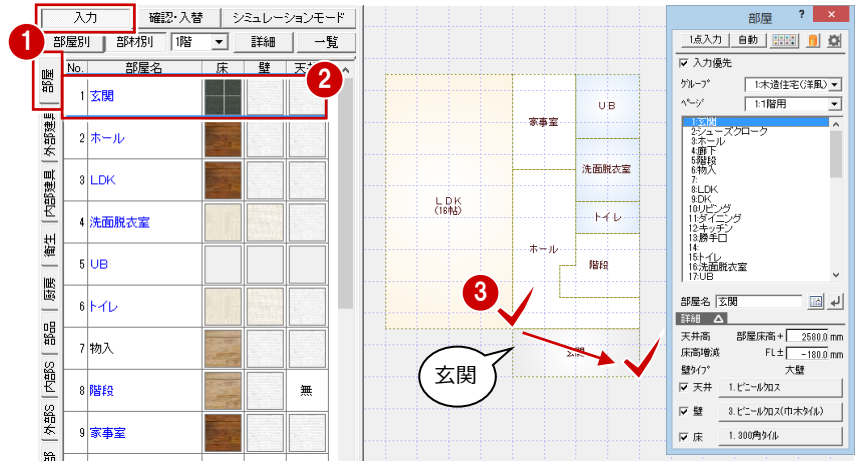 入力 確認・入替 シミュレーションモード
1
部屋別 部材別 1階 詳細 一覧
No. 部屋名 床 壁 天井
2
1 玄関
2 ホール
3 LDK
4 洗面脱衣室
5 UB
6 トイレ
7 物入
8 階段 無
9 家事室
部屋
外部建具
内部建具
衛生
厨房
部品
内部S
外部S
部
UB
家事室
洗面脱衣室
LDK
(16帖)
トイレ
ホール
階段
3
玄関
玄関
部屋 ? ×
1点入力 自動
入力優先
グループ 1:木造住宅(洋風)
ページ 1:1階用
1:玄関
2:シューズクローク
3:ホール
4:廊下
5:階段
6:物入
7:
8:LDK
9:DK
10:リビング
11:ダイニング
12:キッチン
13:勝手口
14:
15:トイレ
16:洗面脱衣室
17:UB
部屋名 玄関
詳細
天井高 部屋床高+ 2580.0 mm
床高増減 FL± -180.0 mm
壁タイプ 大壁
天井 1. ビニールクロス
壁 3. ビニールクロス(巾木タイル)
床 1. 300角タイル